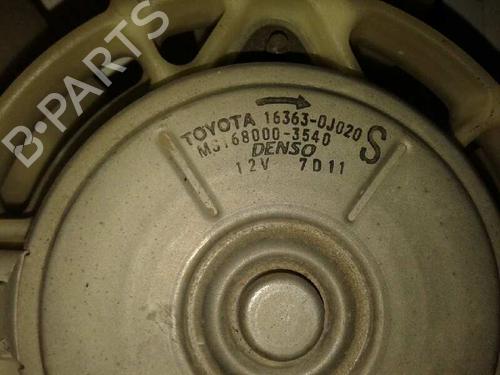 B-PARTS
TOYOTA 16363-0J020
MS168000-3540 S
DENSO
12V 7D11